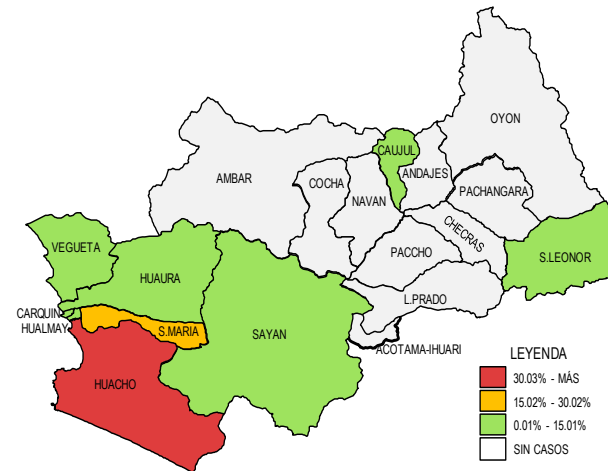 OYON
CAUJUL
ANDAJES
AMBAR
COCHA
NAVAN
PACHANGARA
CHECRAS
VEGUETA
PACCHO
S.LEONOR
HUAURA
L.PRADO
CARQUIN
HUALMAY
S.MARIA
SAYAN
ACOTAMA-IHUARI
HUACHO
LEYENDA
30.03% - MÁS
15.02% - 30.02%
0.01% - 15.01%
SIN CASOS